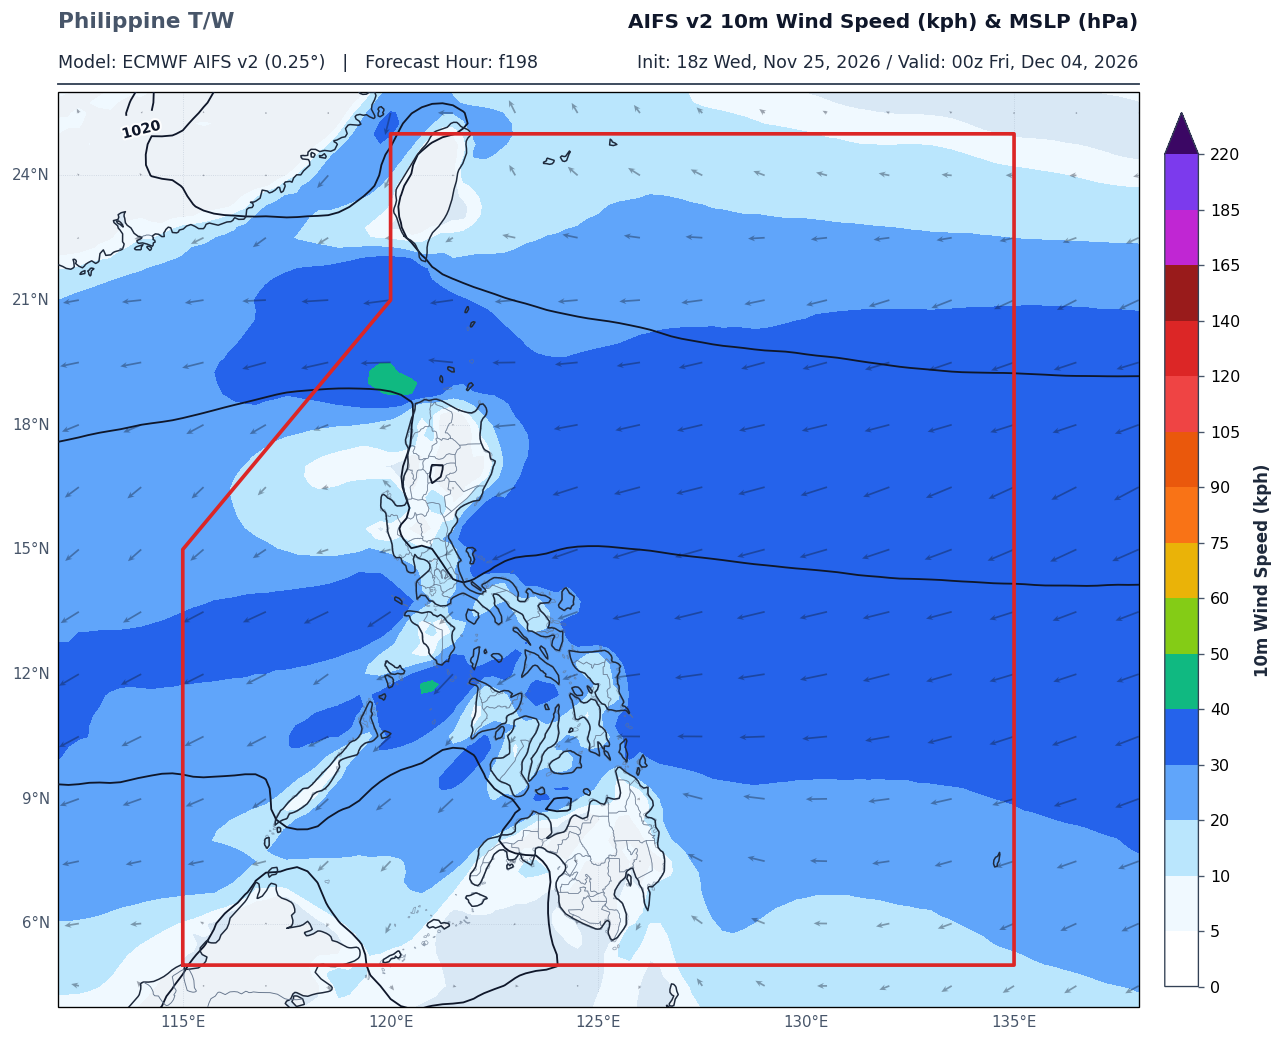 Philippine T/W
AIFS v2 10m Wind Speed (kph) & MSLP (hPa)
Model: ECMWF AIFS v2 (0.25°) | Forecast Hour: f198
Init: 18z Wed, Nov 25, 2026 / Valid: 00z Fri, Dec 04, 2026
1020
24°N
21°N
18°N
15°N
12°N
9°N
6°N
115°E
120°E
125°E
130°E
135°E
220
185
165
140
120
105
90
75
60
50
40
30
20
10
5
0
10m Wind Speed (kph)